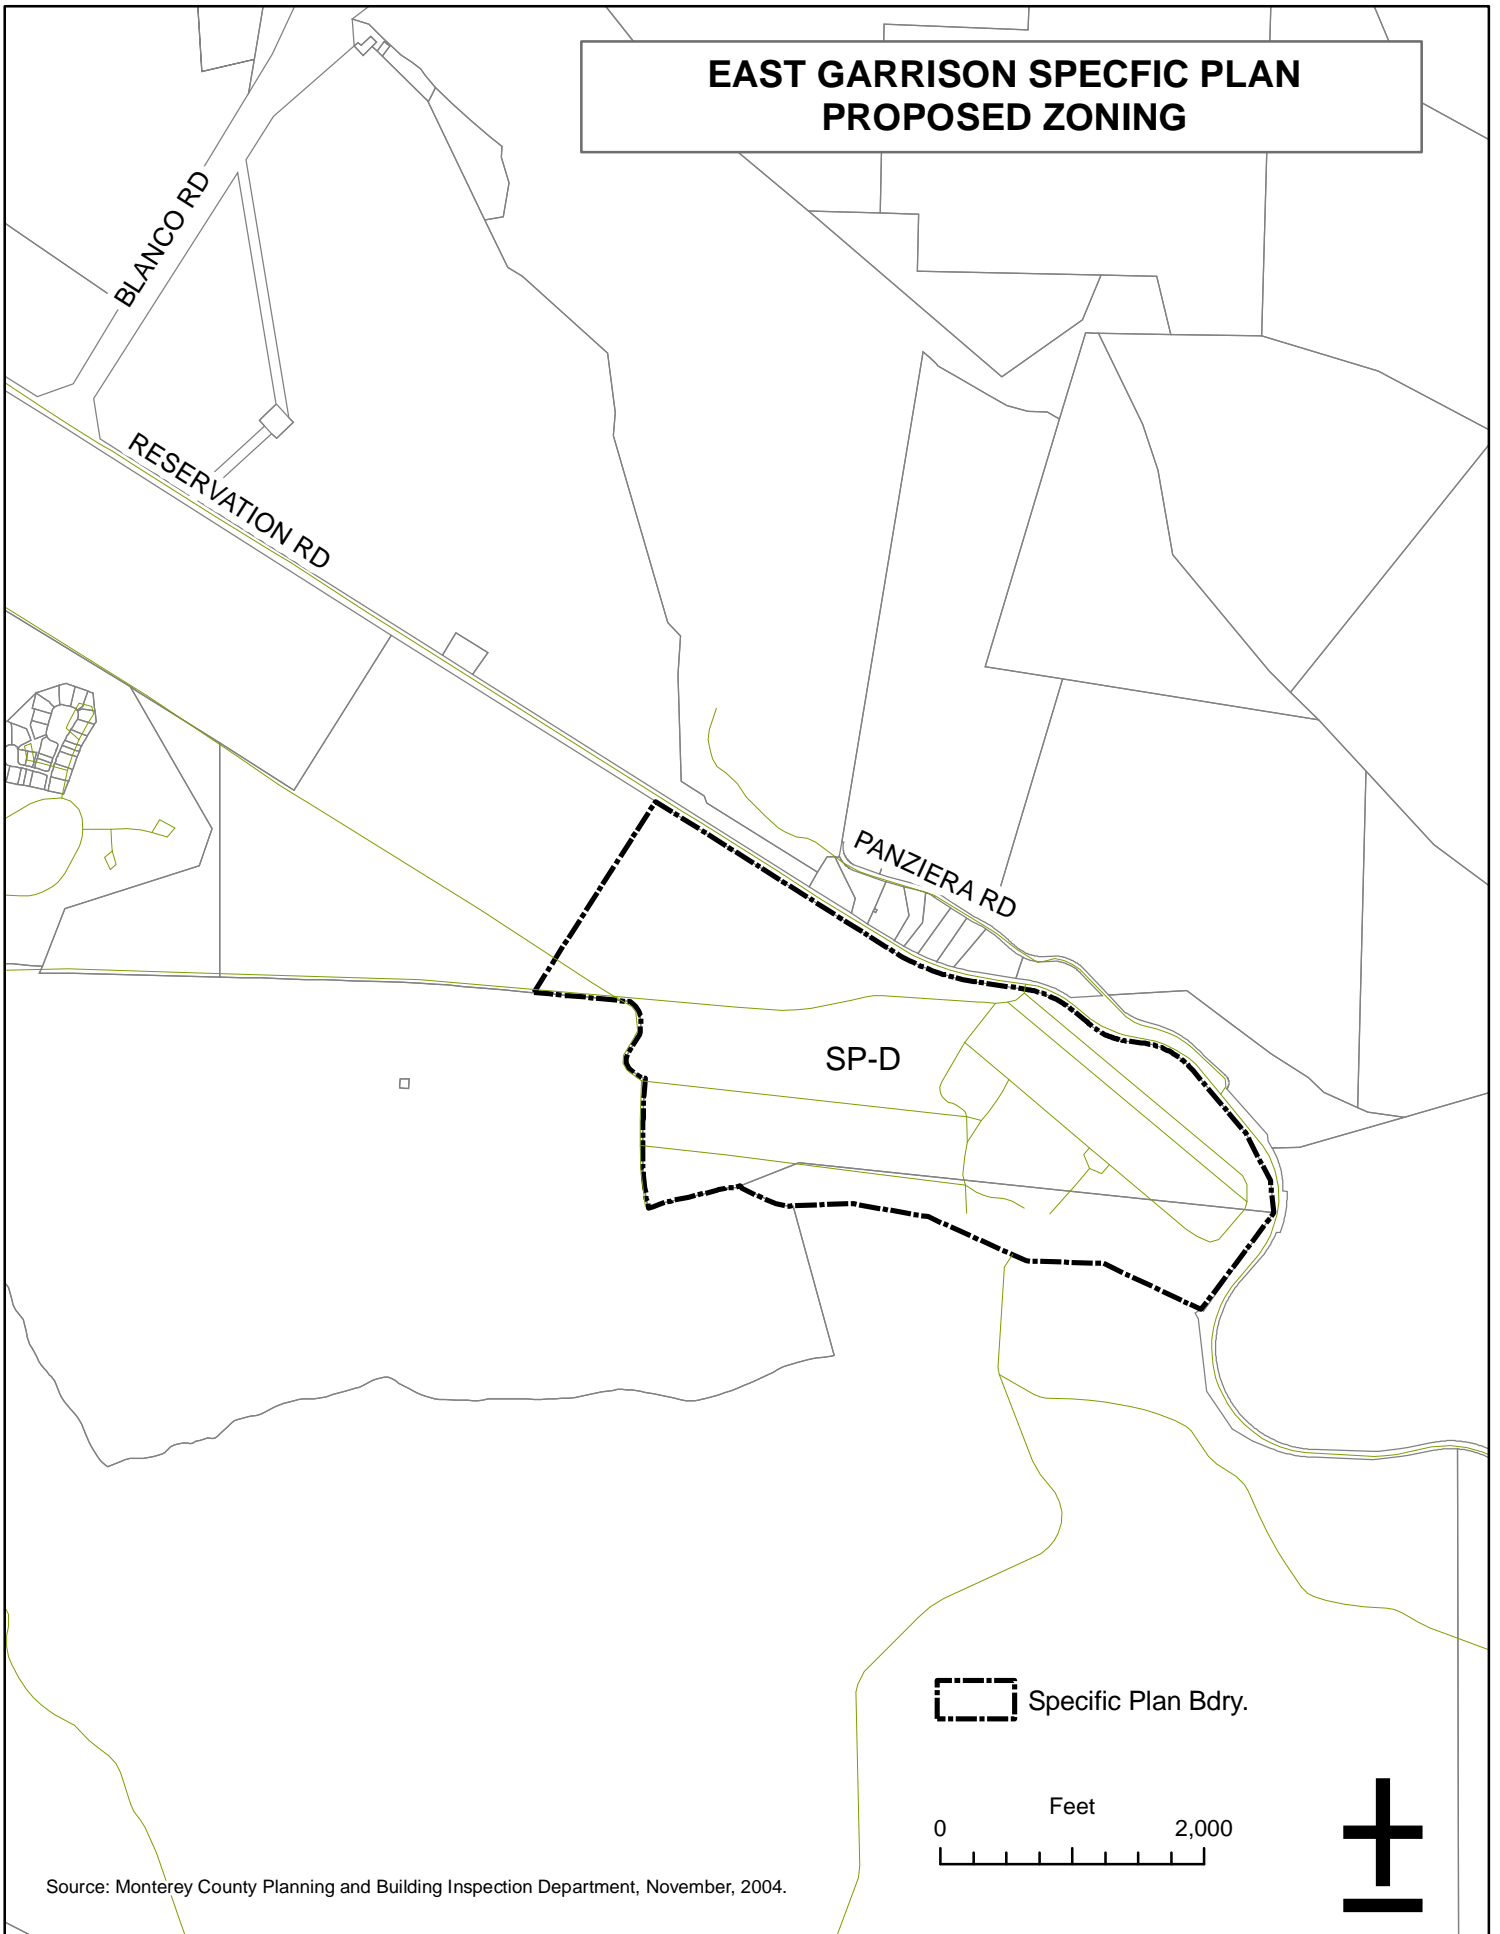 EAST GARRISON SPECFIC PLAN
PROPOSED ZONING
BLANCO RD
RESERVATION RD
PANZIERA RD
SP-D
Specific Plan Bdry.
Feet
0 2,000
Source: Monterey County Planning and Building Inspection Department, November, 2004.